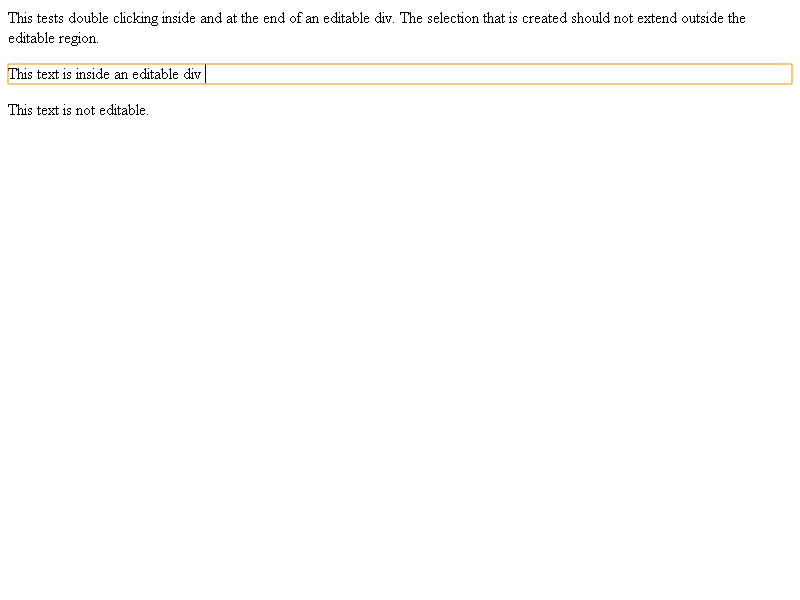 This tests double clicking inside and at the end of an editable div. The selection that is created should not extend outside the
editable region.
This text is inside an editable div
This text is not editable.